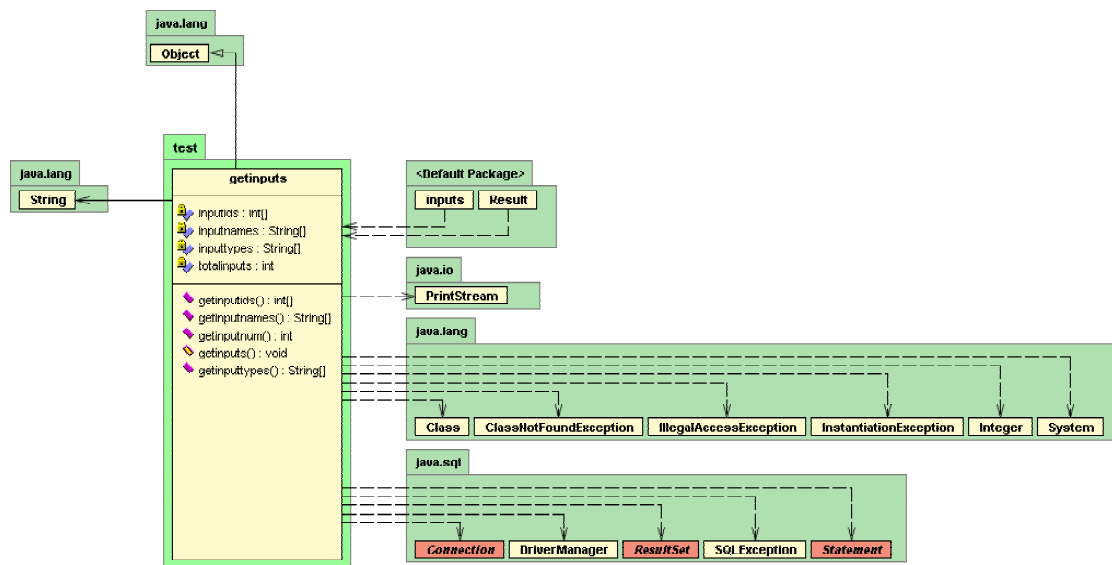 java.lang
Object
test
java.lang
String
getinputs
inputids : int[]
inputnames : String[]
inputtypes : String[]
totalinputs : int
getinputids() : int[]
getinputnames() : String[]
getinputnum() : int
getinputs() : void
getinputtypes() : String[]
<Default Package>
inputs Result
java.io
PrintStream
java.lang
Class ClassNotFoundException IllegalAccessException InstantiationException Integer System
java.sql
Connection DriverManager ResultSet SQLException Statement